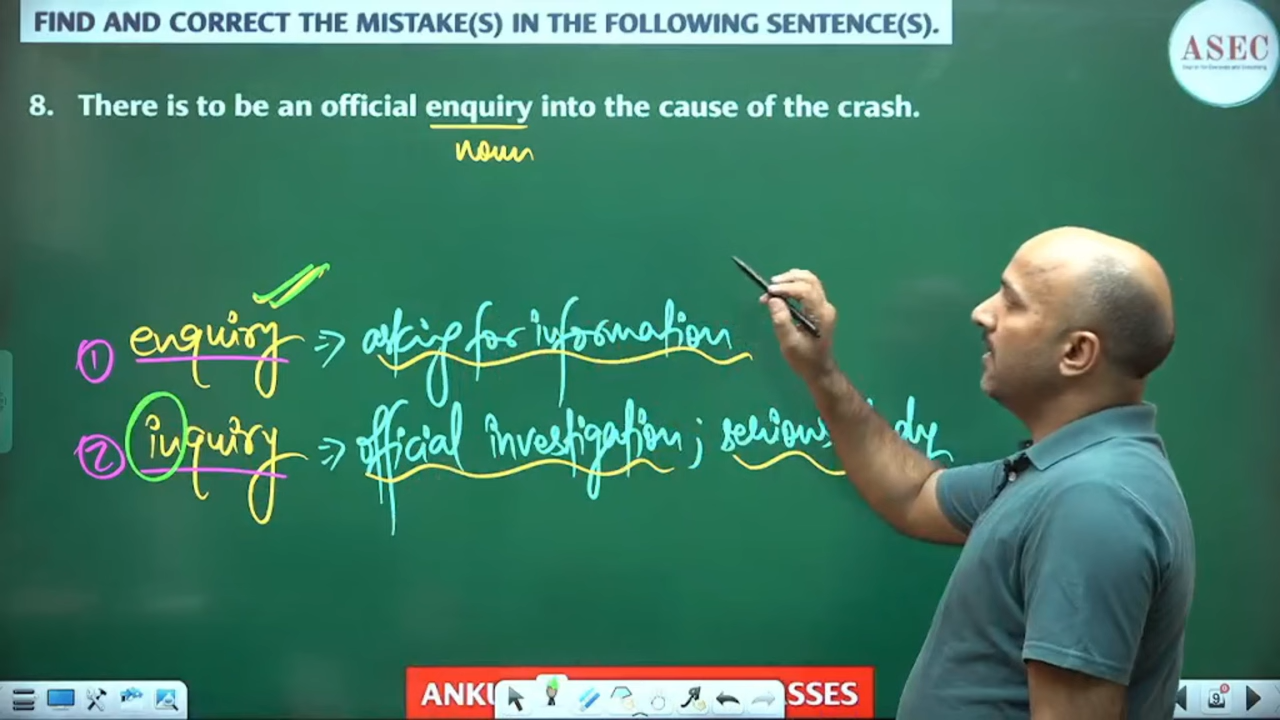 FIND AND CORRECT THE MISTAKE(S) IN THE FOLLOWING SENTENCE(S).
ASEC
8. There is to be an official enquiry into the cause of the crash.
noun
① enquiry ⇒ asking for information
② inquiry ⇒ official investigation; serious
ANKU SSES
9